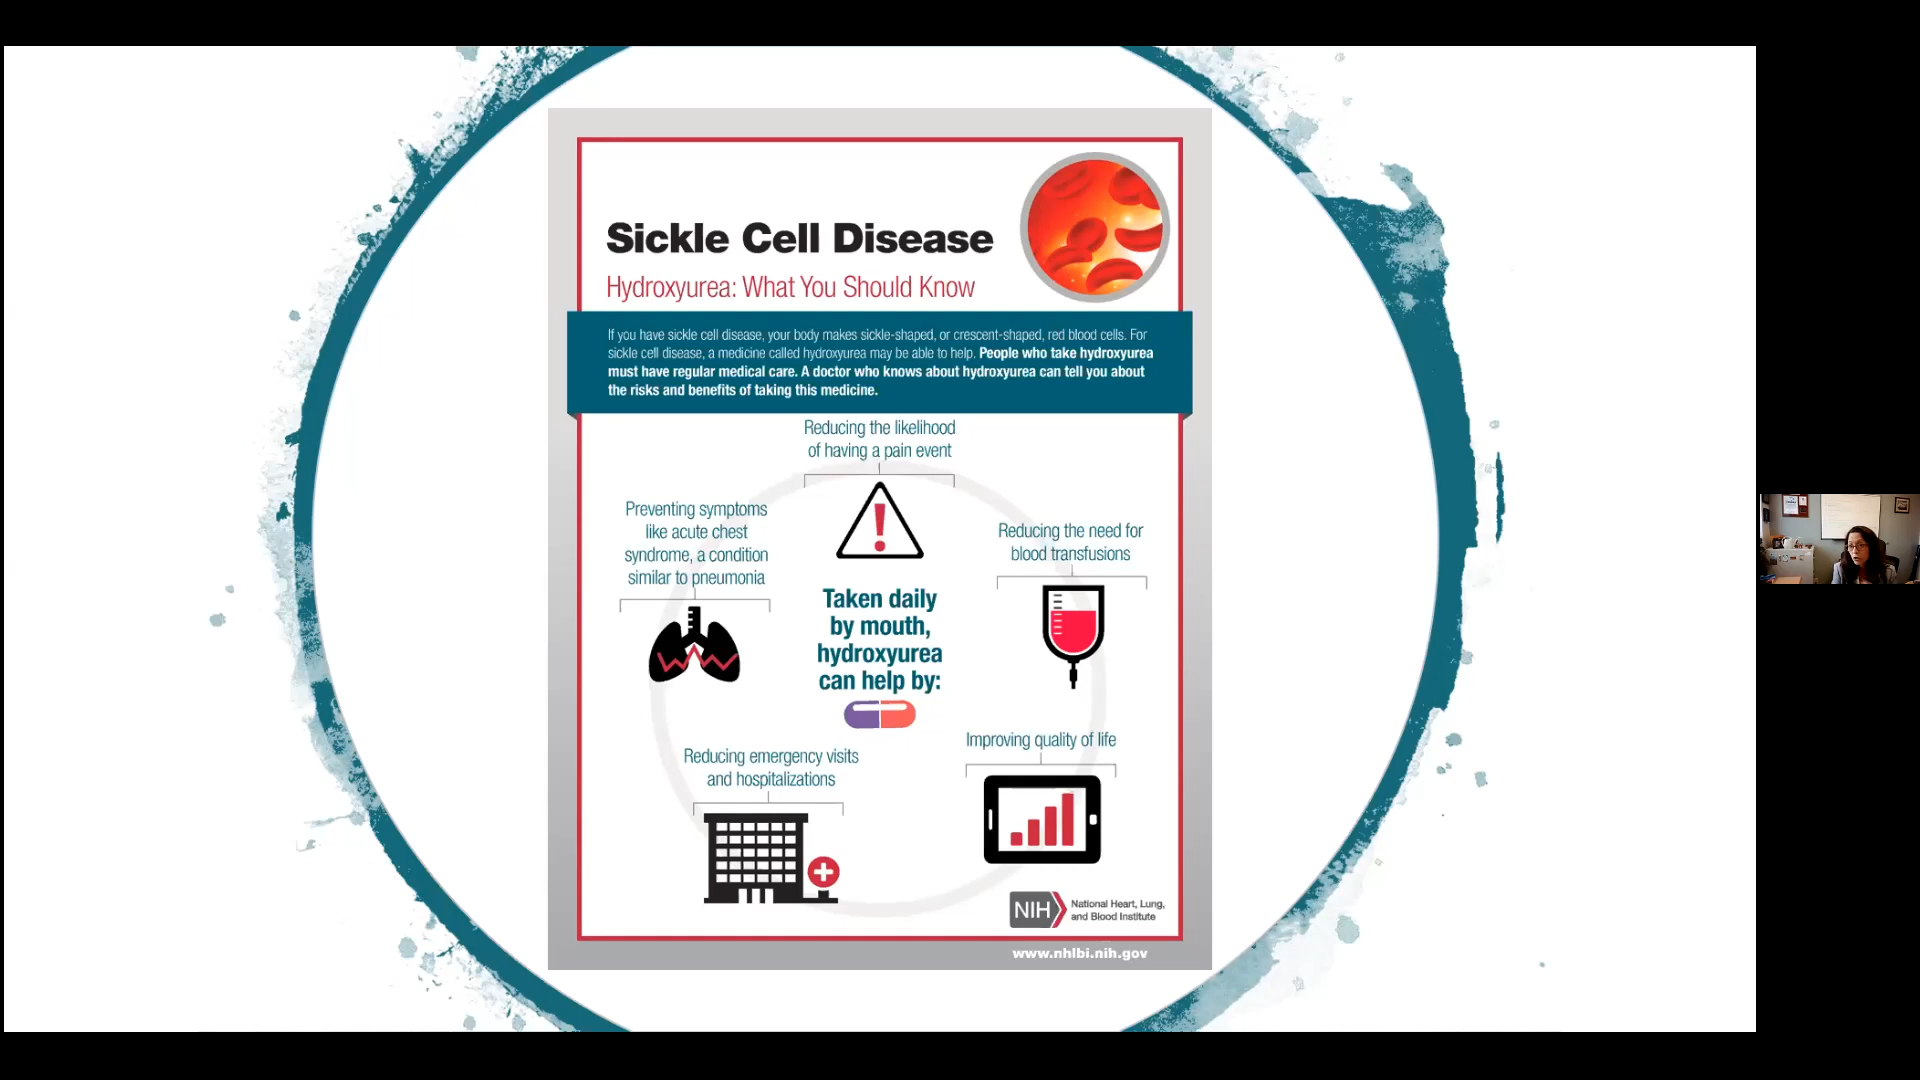 Sickle Cell Disease
Hydroxyurea: What You Should Know
If you have sickle cell disease, your body makes sickle-shaped, or crescent-shaped, red blood cells. For
sickle cell disease, a medicine called hydroxyurea may be able to help. People who take hydroxyurea
must have regular medical care. A doctor who knows about hydroxyurea can tell you about
the risks and benefits of taking this medicine.
Reducing the likelihood
of having a pain event
Preventing symptoms
like acute chest
syndrome, a condition
similar to pneumonia
Reducing the need for
blood transfusions
Taken daily
by mouth,
hydroxyurea
can help by:
Reducing emergency visits
and hospitalizations
Improving quality of life
NIH
National Heart, Lung,
and Blood Institute
www.nhlbi.nih.gov